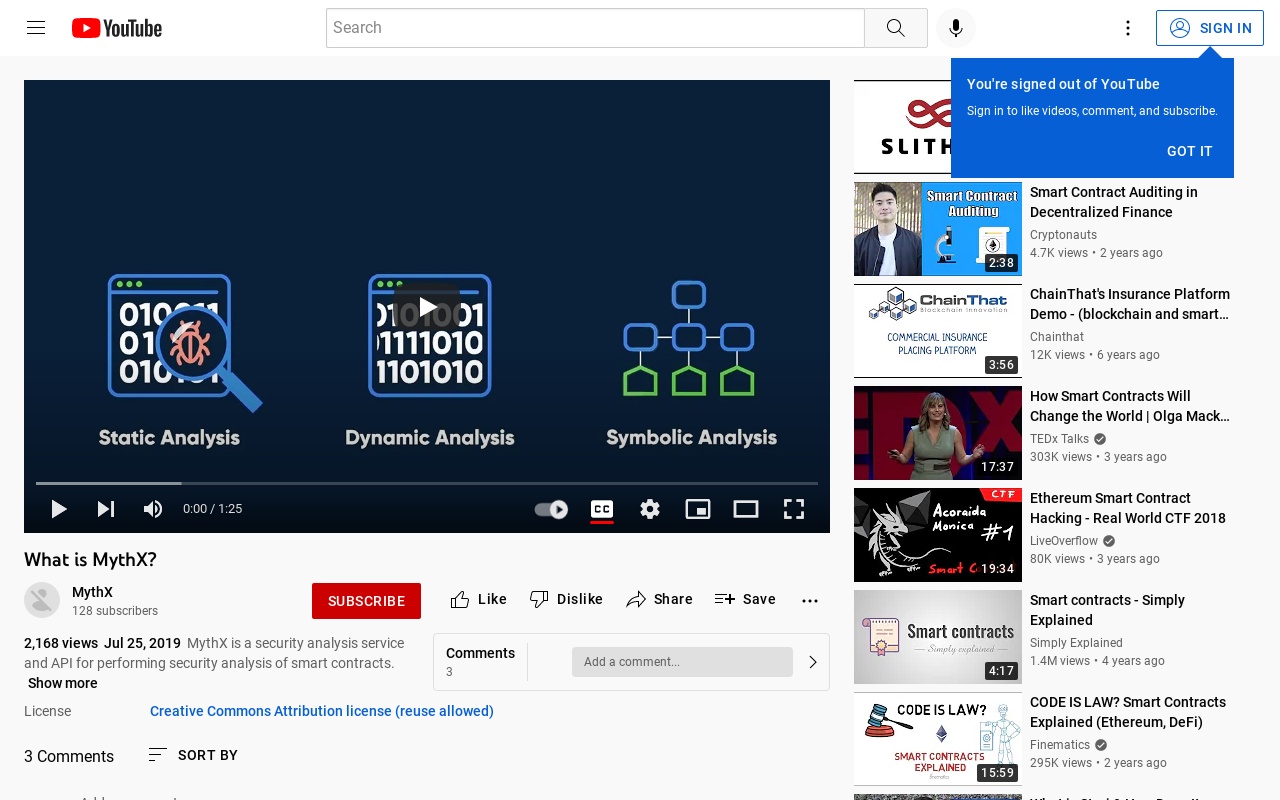 YouTube
Search
SIGN IN
You're signed out of YouTube
Sign in to like videos, comment, and subscribe.
GOT IT
Static Analysis
Dynamic Analysis
Symbolic Analysis
0:00 / 1:25
CC
What is MythX?
MythX
128 subscribers
SUBSCRIBE
Like
Dislike
Share
Save
2,168 views Jul 25, 2019 MythX is a security analysis service
and API for performing security analysis of smart contracts.
Show more
Comments
3
Add a comment...
License
Creative Commons Attribution license (reuse allowed)
3 Comments
SORT BY
SLITH
Smart Contract
Auditing
2:38
Smart Contract Auditing in
Decentralized Finance
Cryptonauts
4.7K views • 2 years ago
ChainThat
Blockchain Innovation
COMMERCIAL INSURANCE
PLACING PLATFORM
3:56
ChainThat's Insurance Platform
Demo - (blockchain and smart...
Chainthat
12K views • 6 years ago
17:37
How Smart Contracts Will
Change the World | Olga Mack...
TEDx Talks
303K views • 3 years ago
CTF
Acoraida
Monica
#1
Smart C
19:34
Ethereum Smart Contract
Hacking - Real World CTF 2018
LiveOverflow
80K views • 3 years ago
Smart contracts
Simply explained
4:17
Smart contracts - Simply
Explained
Simply Explained
1.4M views • 4 years ago
CODE IS LAW?
SMART CONTRACTS
EXPLAINED
finematics
15:59
CODE IS LAW? Smart Contracts
Explained (Ethereum, DeFi)
Finematics
295K views • 2 years ago